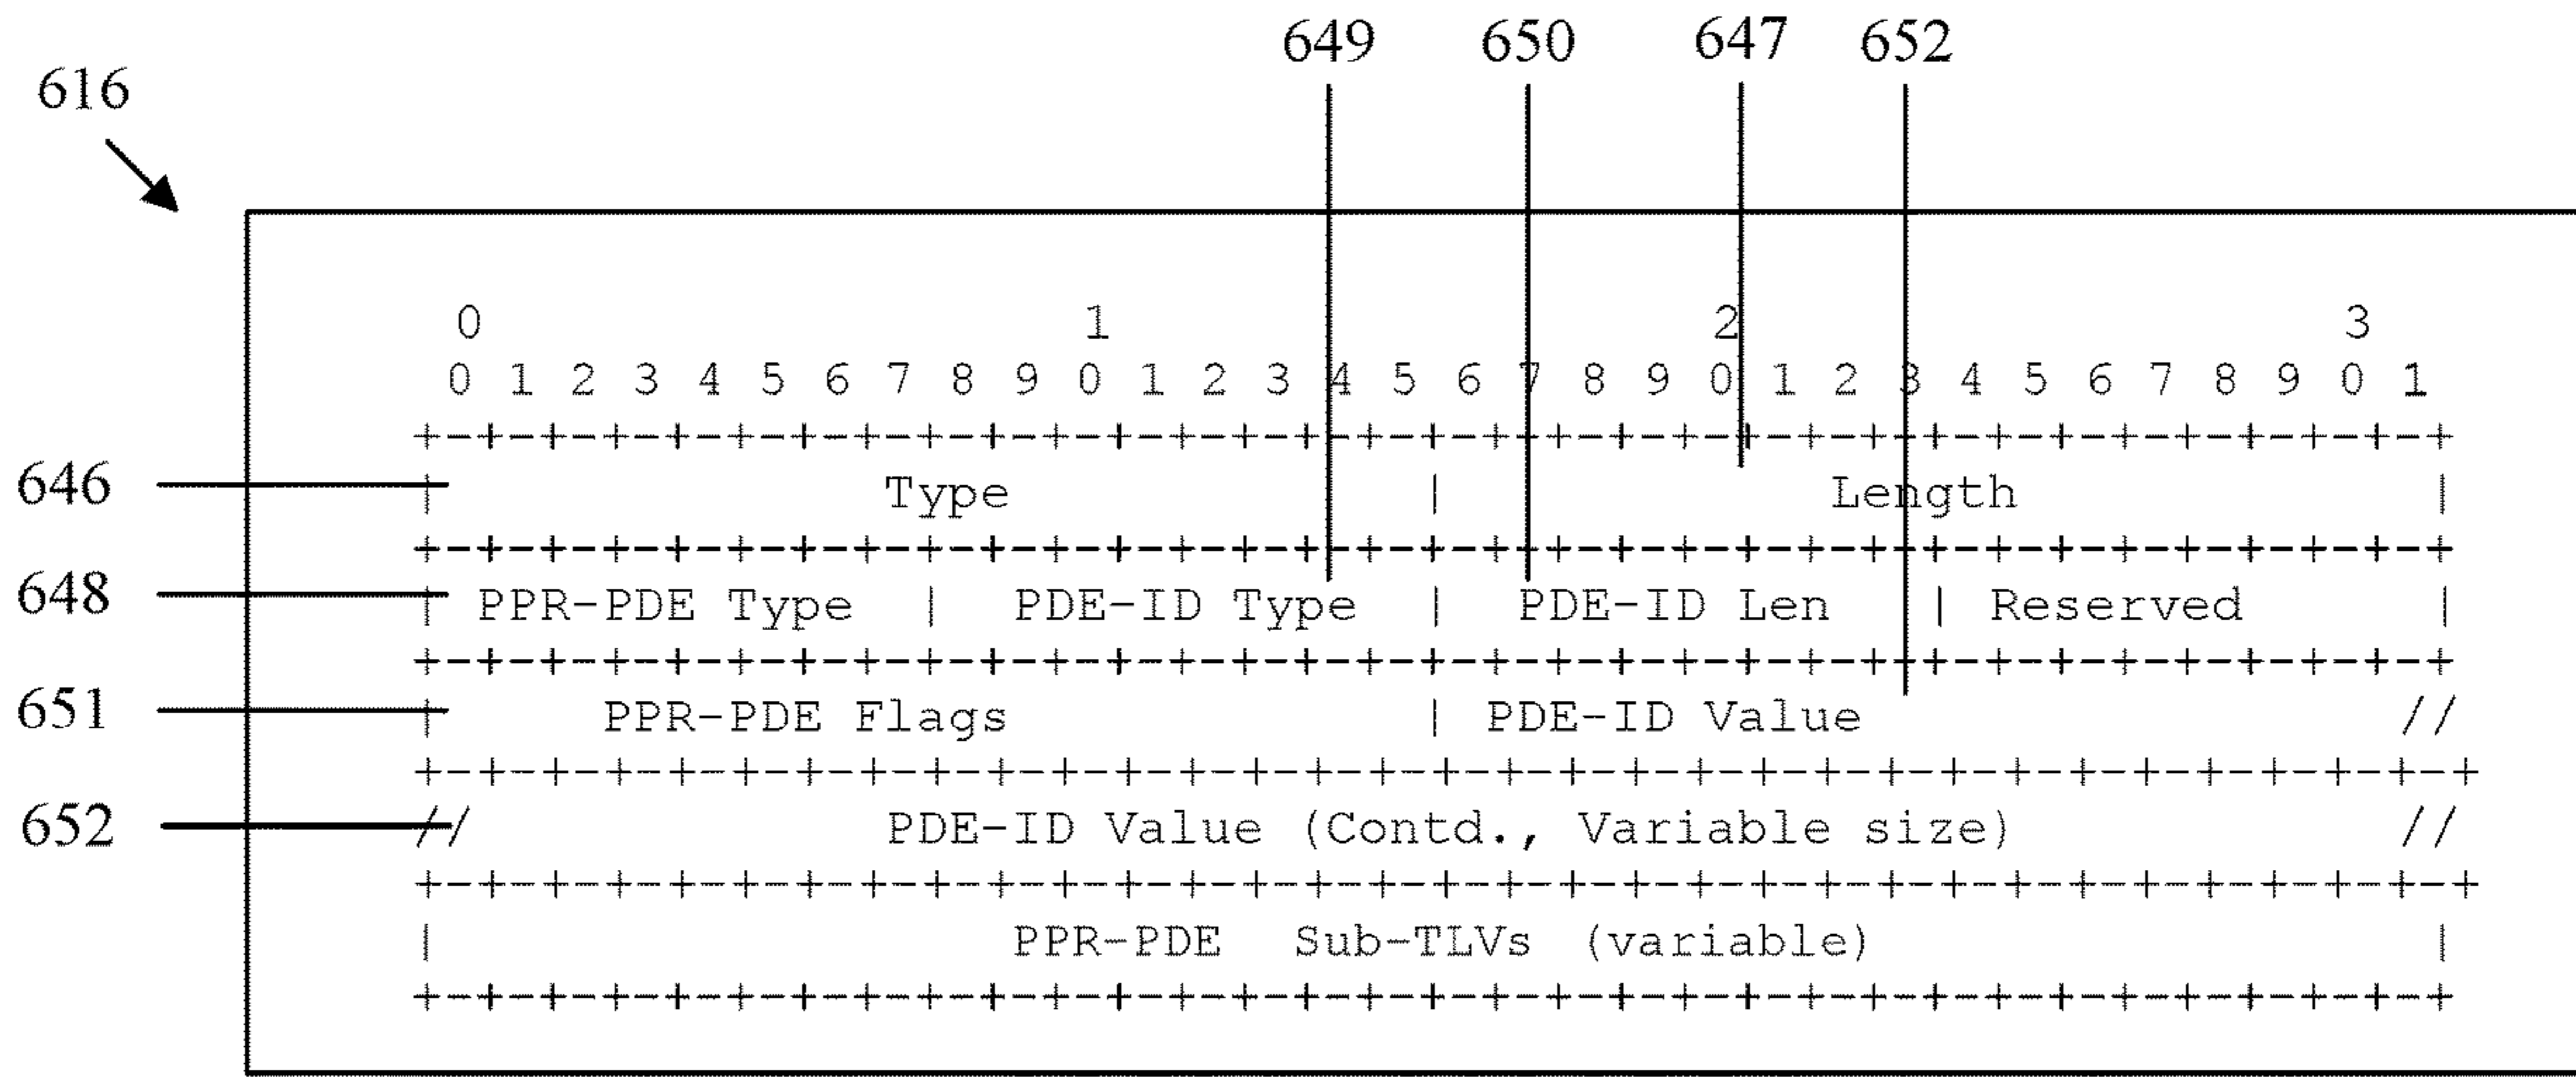 649 650 647 652
616
0 1 2 3
0 1 2 3 4 5 6 7 8 9 0 1 2 3 4 5 6 7 8 9 0 1 2 3 4 5 6 7 8 9 0 1
+-+-+-+-+-+-+-+-+-+-+-+-+-+-+-+-+-+-+-+-+-+-+-+-+-+-+-+-+-+-+-+-+
646 | Type | Length |
+-+-+-+-+-+-+-+-+-+-+-+-+-+-+-+-+-+-+-+-+-+-+-+-+-+-+-+-+-+-+-+-+
648 | PPR-PDE Type | PDE-ID Type | PDE-ID Len | Reserved |
+-+-+-+-+-+-+-+-+-+-+-+-+-+-+-+-+-+-+-+-+-+-+-+-+-+-+-+-+-+-+-+-+
651 | PPR-PDE Flags | PDE-ID Value //
+-+-+-+-+-+-+-+-+-+-+-+-+-+-+-+-+-+-+-+-+-+-+-+-+-+-+-+-+-+-+-+-+
652 // PDE-ID Value (Contd., Variable size) //
+-+-+-+-+-+-+-+-+-+-+-+-+-+-+-+-+-+-+-+-+-+-+-+-+-+-+-+-+-+-+-+-+
| PPR-PDE Sub-TLVs (variable) |
+-+-+-+-+-+-+-+-+-+-+-+-+-+-+-+-+-+-+-+-+-+-+-+-+-+-+-+-+-+-+-+-+